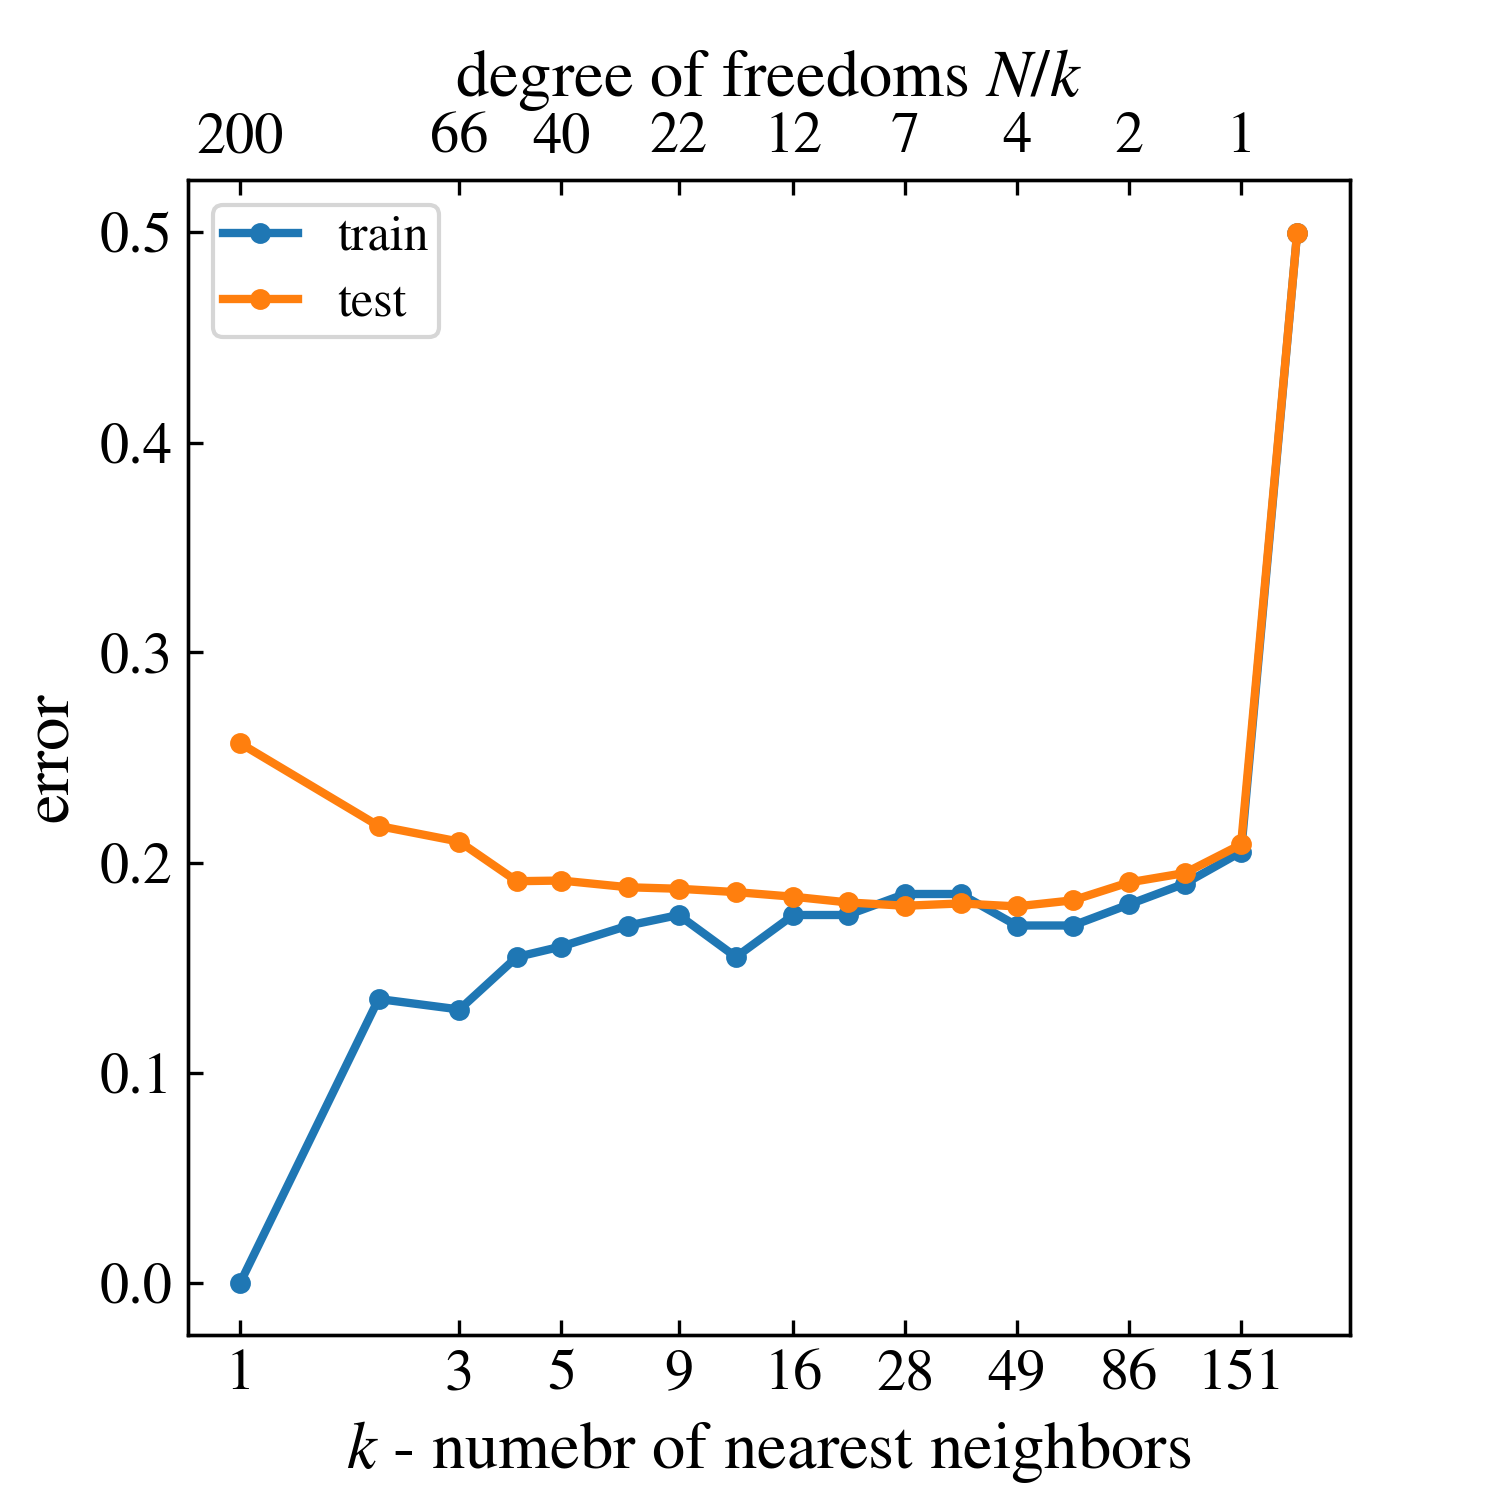 degree of freedoms N/k
200 66 40 22 12 7 4 2 1
train
test
0.5
0.4
0.3
0.2
0.1
0.0
error
1 3 5 9 16 28 49 86 151
k - numebr of nearest neighbors